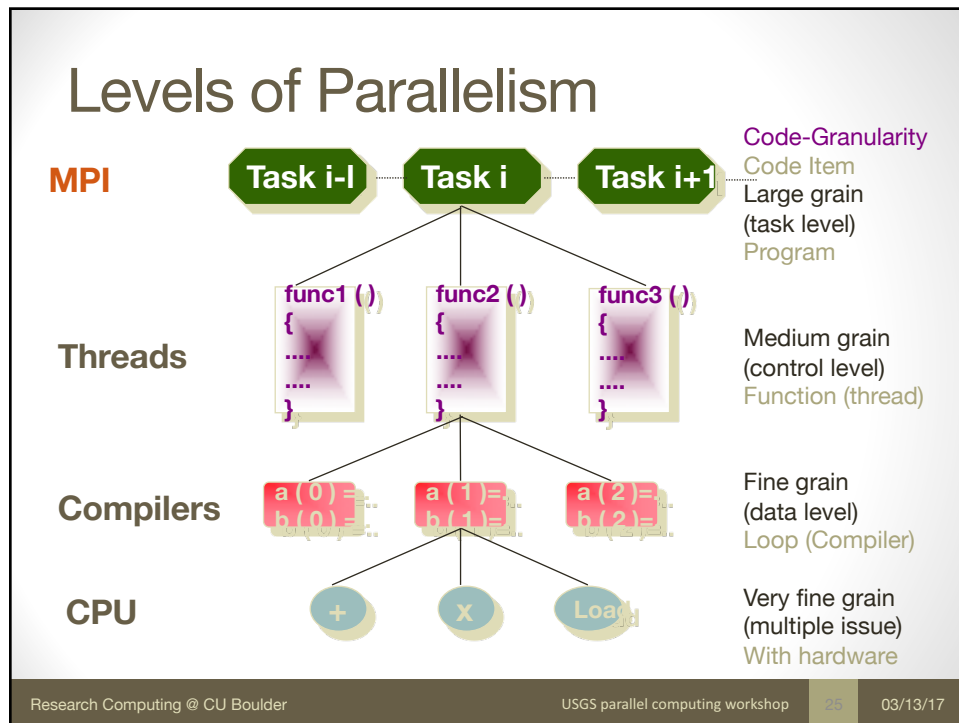 Levels of Parallelism
MPI
Task i-l
Task i
Task i+1
Code-Granularity
Code Item
Large grain
(task level)
Program
Threads
func1 ( )
{
....
....
}
func2 ( )
{
....
....
}
func3 ( )
{
....
....
}
Medium grain
(control level)
Function (thread)
Compilers
a ( 0 ) =..
b ( 0 ) =..
a ( 1 )=..
b ( 1 )=..
a ( 2 )=..
b ( 2 )=..
Fine grain
(data level)
Loop (Compiler)
CPU
+
x
Load
Very fine grain
(multiple issue)
With hardware
Research Computing @ CU Boulder
USGS parallel computing workshop
25
03/13/17